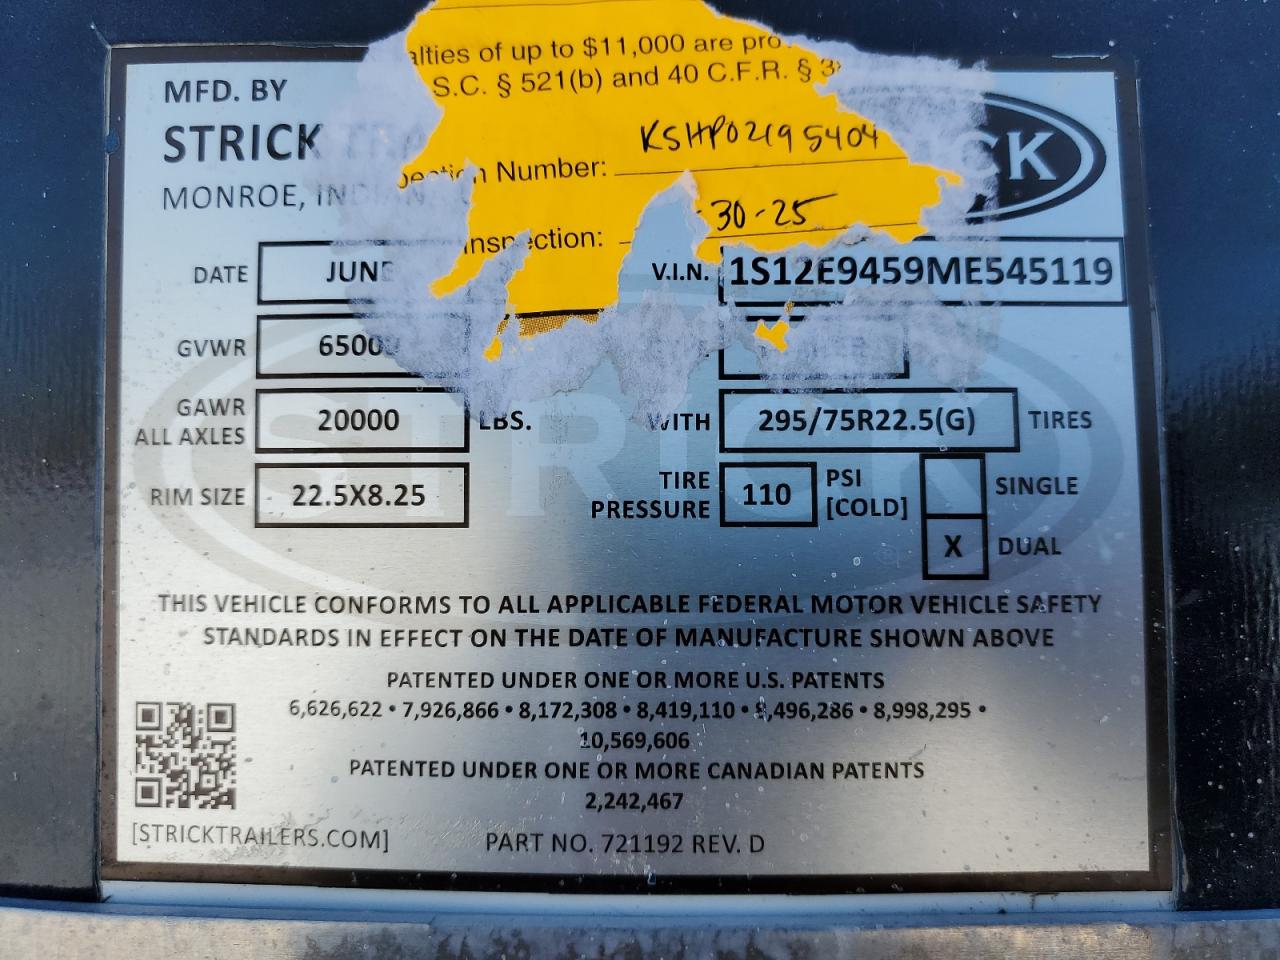 alties of up to $11,000 are pro
S.C. § 521(b) and 40 C.F.R. § 3
KSHP02195404
Number:
Inspection:
30-25
MFD. BY
STRICK
MONROE, INDIANA
CK
DATE JUNE V.I.N. 1S12E9459ME545119
GVWR 6500
GAWR ALL AXLES 20000 LBS. WITH 295/75R22.5(G) TIRES
RIM SIZE 22.5X8.25 TIRE PRESSURE 110 PSI [COLD] SINGLE
X DUAL
STRICK
THIS VEHICLE CONFORMS TO ALL APPLICABLE FEDERAL MOTOR VEHICLE SAFETY
STANDARDS IN EFFECT ON THE DATE OF MANUFACTURE SHOWN ABOVE
PATENTED UNDER ONE OR MORE U.S. PATENTS
6,626,622 • 7,926,866 • 8,172,308 • 8,419,110 • 8,496,286 • 8,998,295 •
10,569,606
PATENTED UNDER ONE OR MORE CANADIAN PATENTS
2,242,467
[STRICKTRAILERS.COM] PART NO. 721192 REV. D